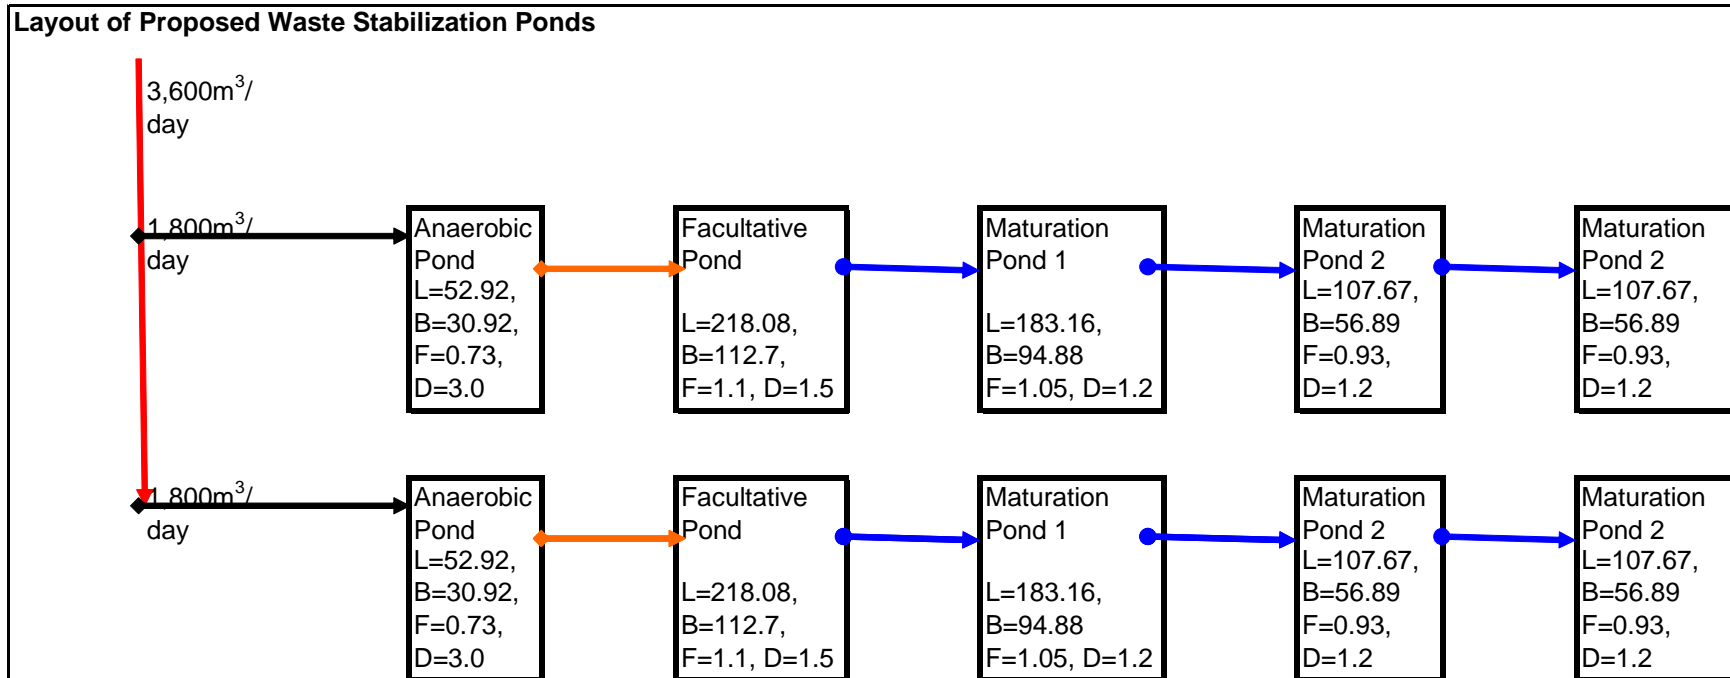 Layout of Proposed Waste Stabilization Ponds
3,600m³/
day
1,800m³/
day
Anaerobic
Pond
L=52.92,
B=30.92,
F=0.73,
D=3.0
Facultative
Pond
L=218.08,
B=112.7,
F=1.1, D=1.5
Maturation
Pond 1
L=183.16,
B=94.88
F=1.05, D=1.2
Maturation
Pond 2
L=107.67,
B=56.89
F=0.93,
D=1.2
Maturation
Pond 2
L=107.67,
B=56.89
F=0.93,
D=1.2
1,800m³/
day
Anaerobic
Pond
L=52.92,
B=30.92,
F=0.73,
D=3.0
Facultative
Pond
L=218.08,
B=112.7,
F=1.1, D=1.5
Maturation
Pond 1
L=183.16,
B=94.88
F=1.05, D=1.2
Maturation
Pond 2
L=107.67,
B=56.89
F=0.93,
D=1.2
Maturation
Pond 2
L=107.67,
B=56.89
F=0.93,
D=1.2